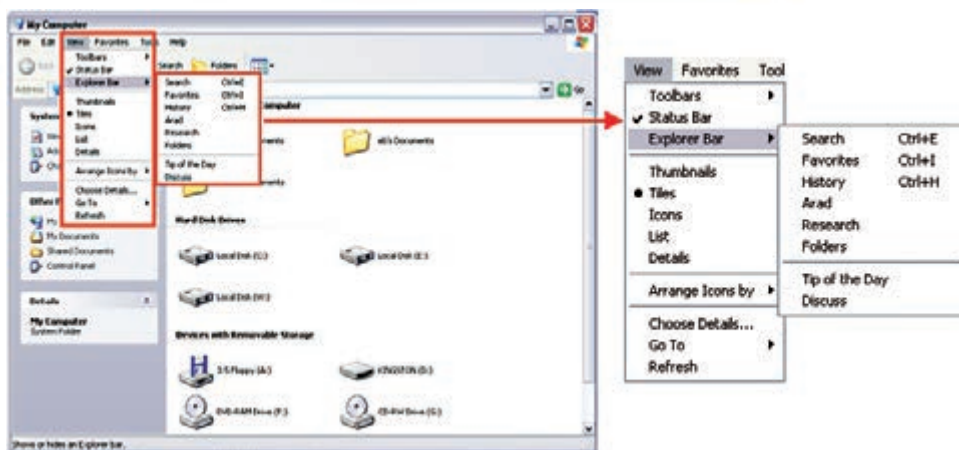 My Computer
File Edit View Favorites Tools Help
Toolbars
Status Bar
Explorer Bar
Thumbnails
Tiles
Icons
List
Details
Arrange Icons by
Choose Details...
Go To
Refresh
Search Folders
Search Ctrl+E
Favorites Ctrl+I
History Ctrl+H
Arad
Research
Folders
Tip of the Day
Discuss
Address
Go
System
Other
My Documents
Shared Documents
Control Panel
Details
My Computer
System Folder
Computer
Documents
Hard Disk Drives
Local Disk (C:)
Local Disk (E:)
Local Disk (H:)
Devices with Removable Storage
3.5 Floppy (A:)
KINGSTON (D:)
DVD-RAM Drive (F:)
CD-RW Drive (G:)
Shows or hides an Explorer bar.
View Favorites Tool
Toolbars
Status Bar
Explorer Bar
Thumbnails
Tiles
Icons
List
Details
Arrange Icons by
Choose Details...
Go To
Refresh
Search Ctrl+E
Favorites Ctrl+I
History Ctrl+H
Arad
Research
Folders
Tip of the Day
Discuss